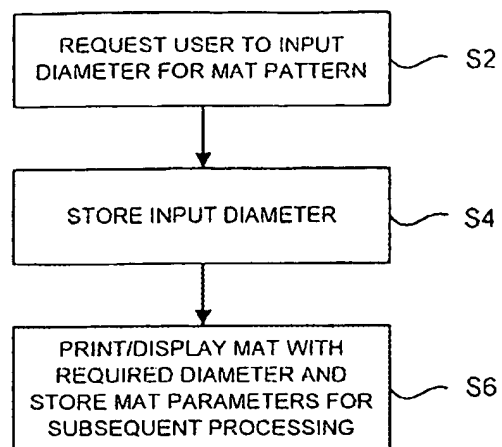 REQUEST USER TO INPUT
DIAMETER FOR MAT PATTERN
S2
STORE INPUT DIAMETER
S4
PRINT/DISPLAY MAT WITH
REQUIRED DIAMETER AND
STORE MAT PARAMETERS FOR
SUBSEQUENT PROCESSING
S6